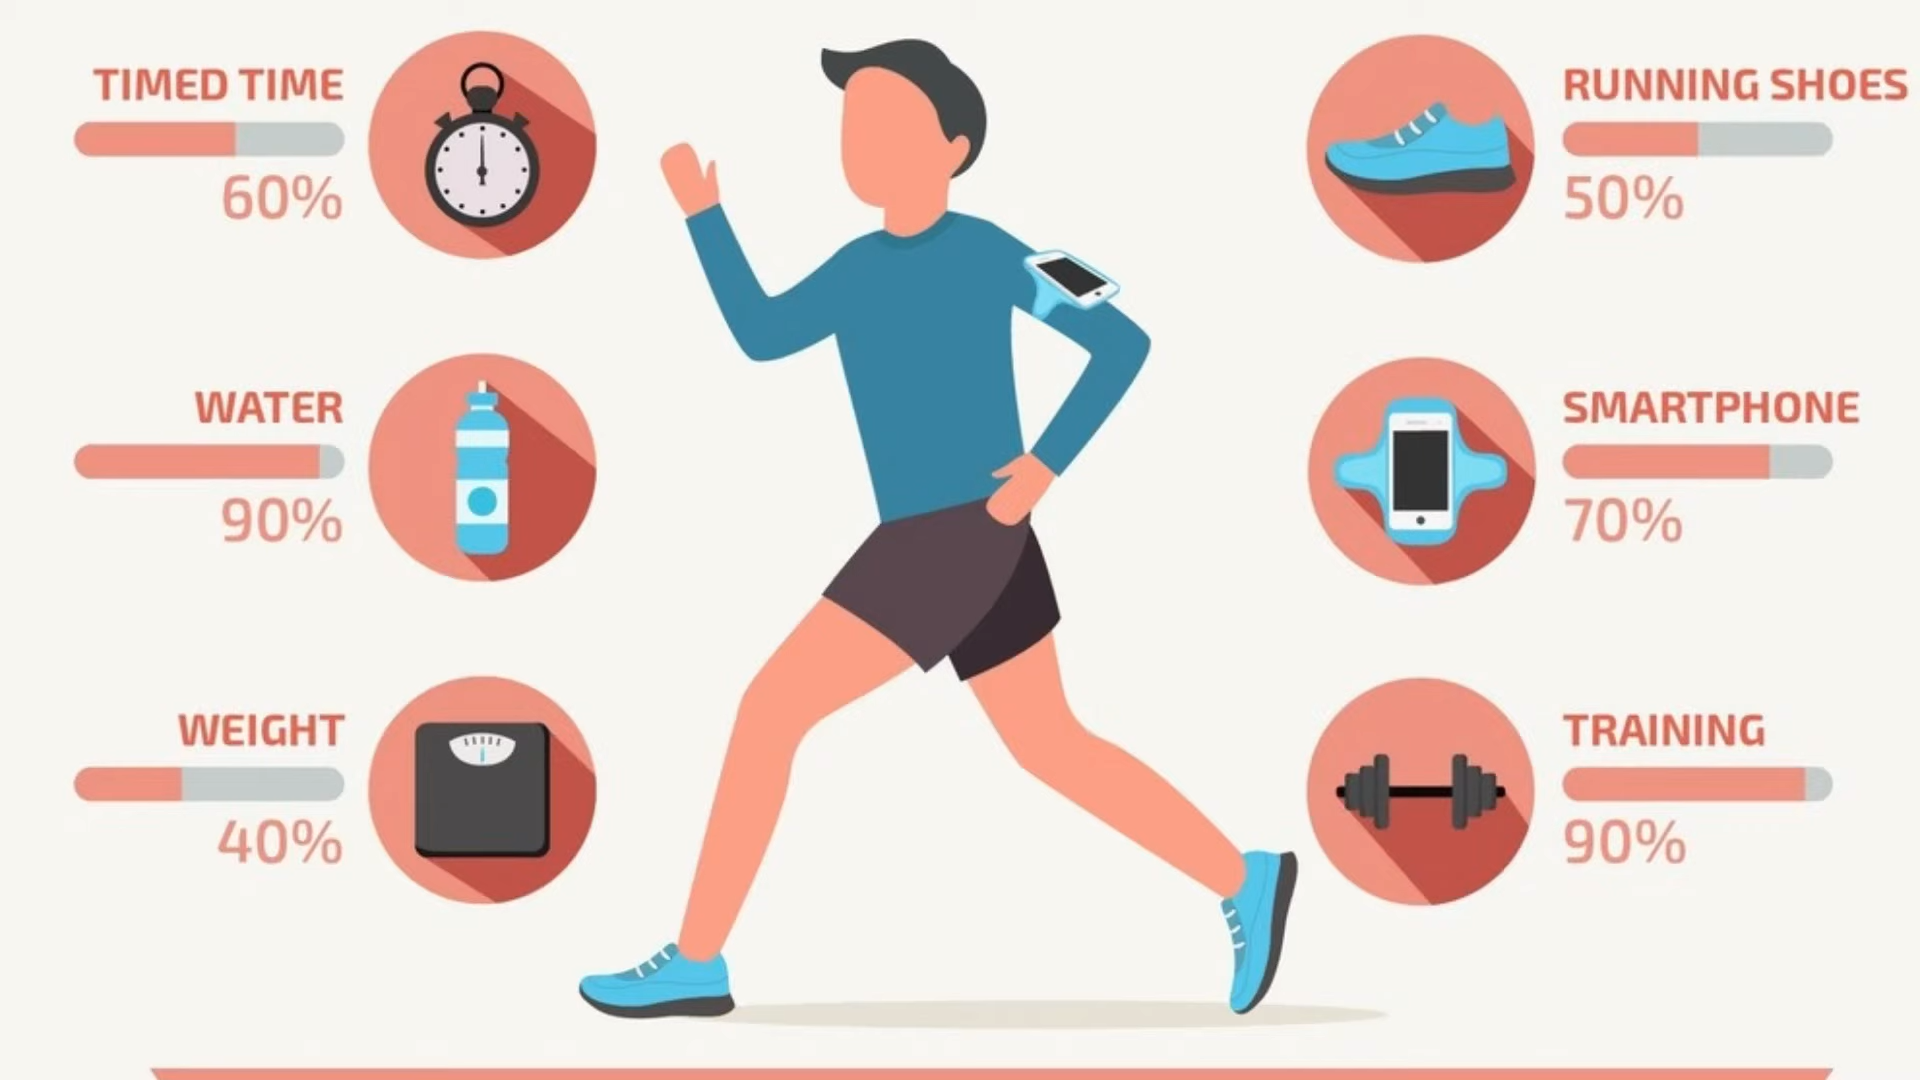 TIMED TIME
60%
WATER
90%
WEIGHT
40%
RUNNING SHOES
50%
SMARTPHONE
70%
TRAINING
90%